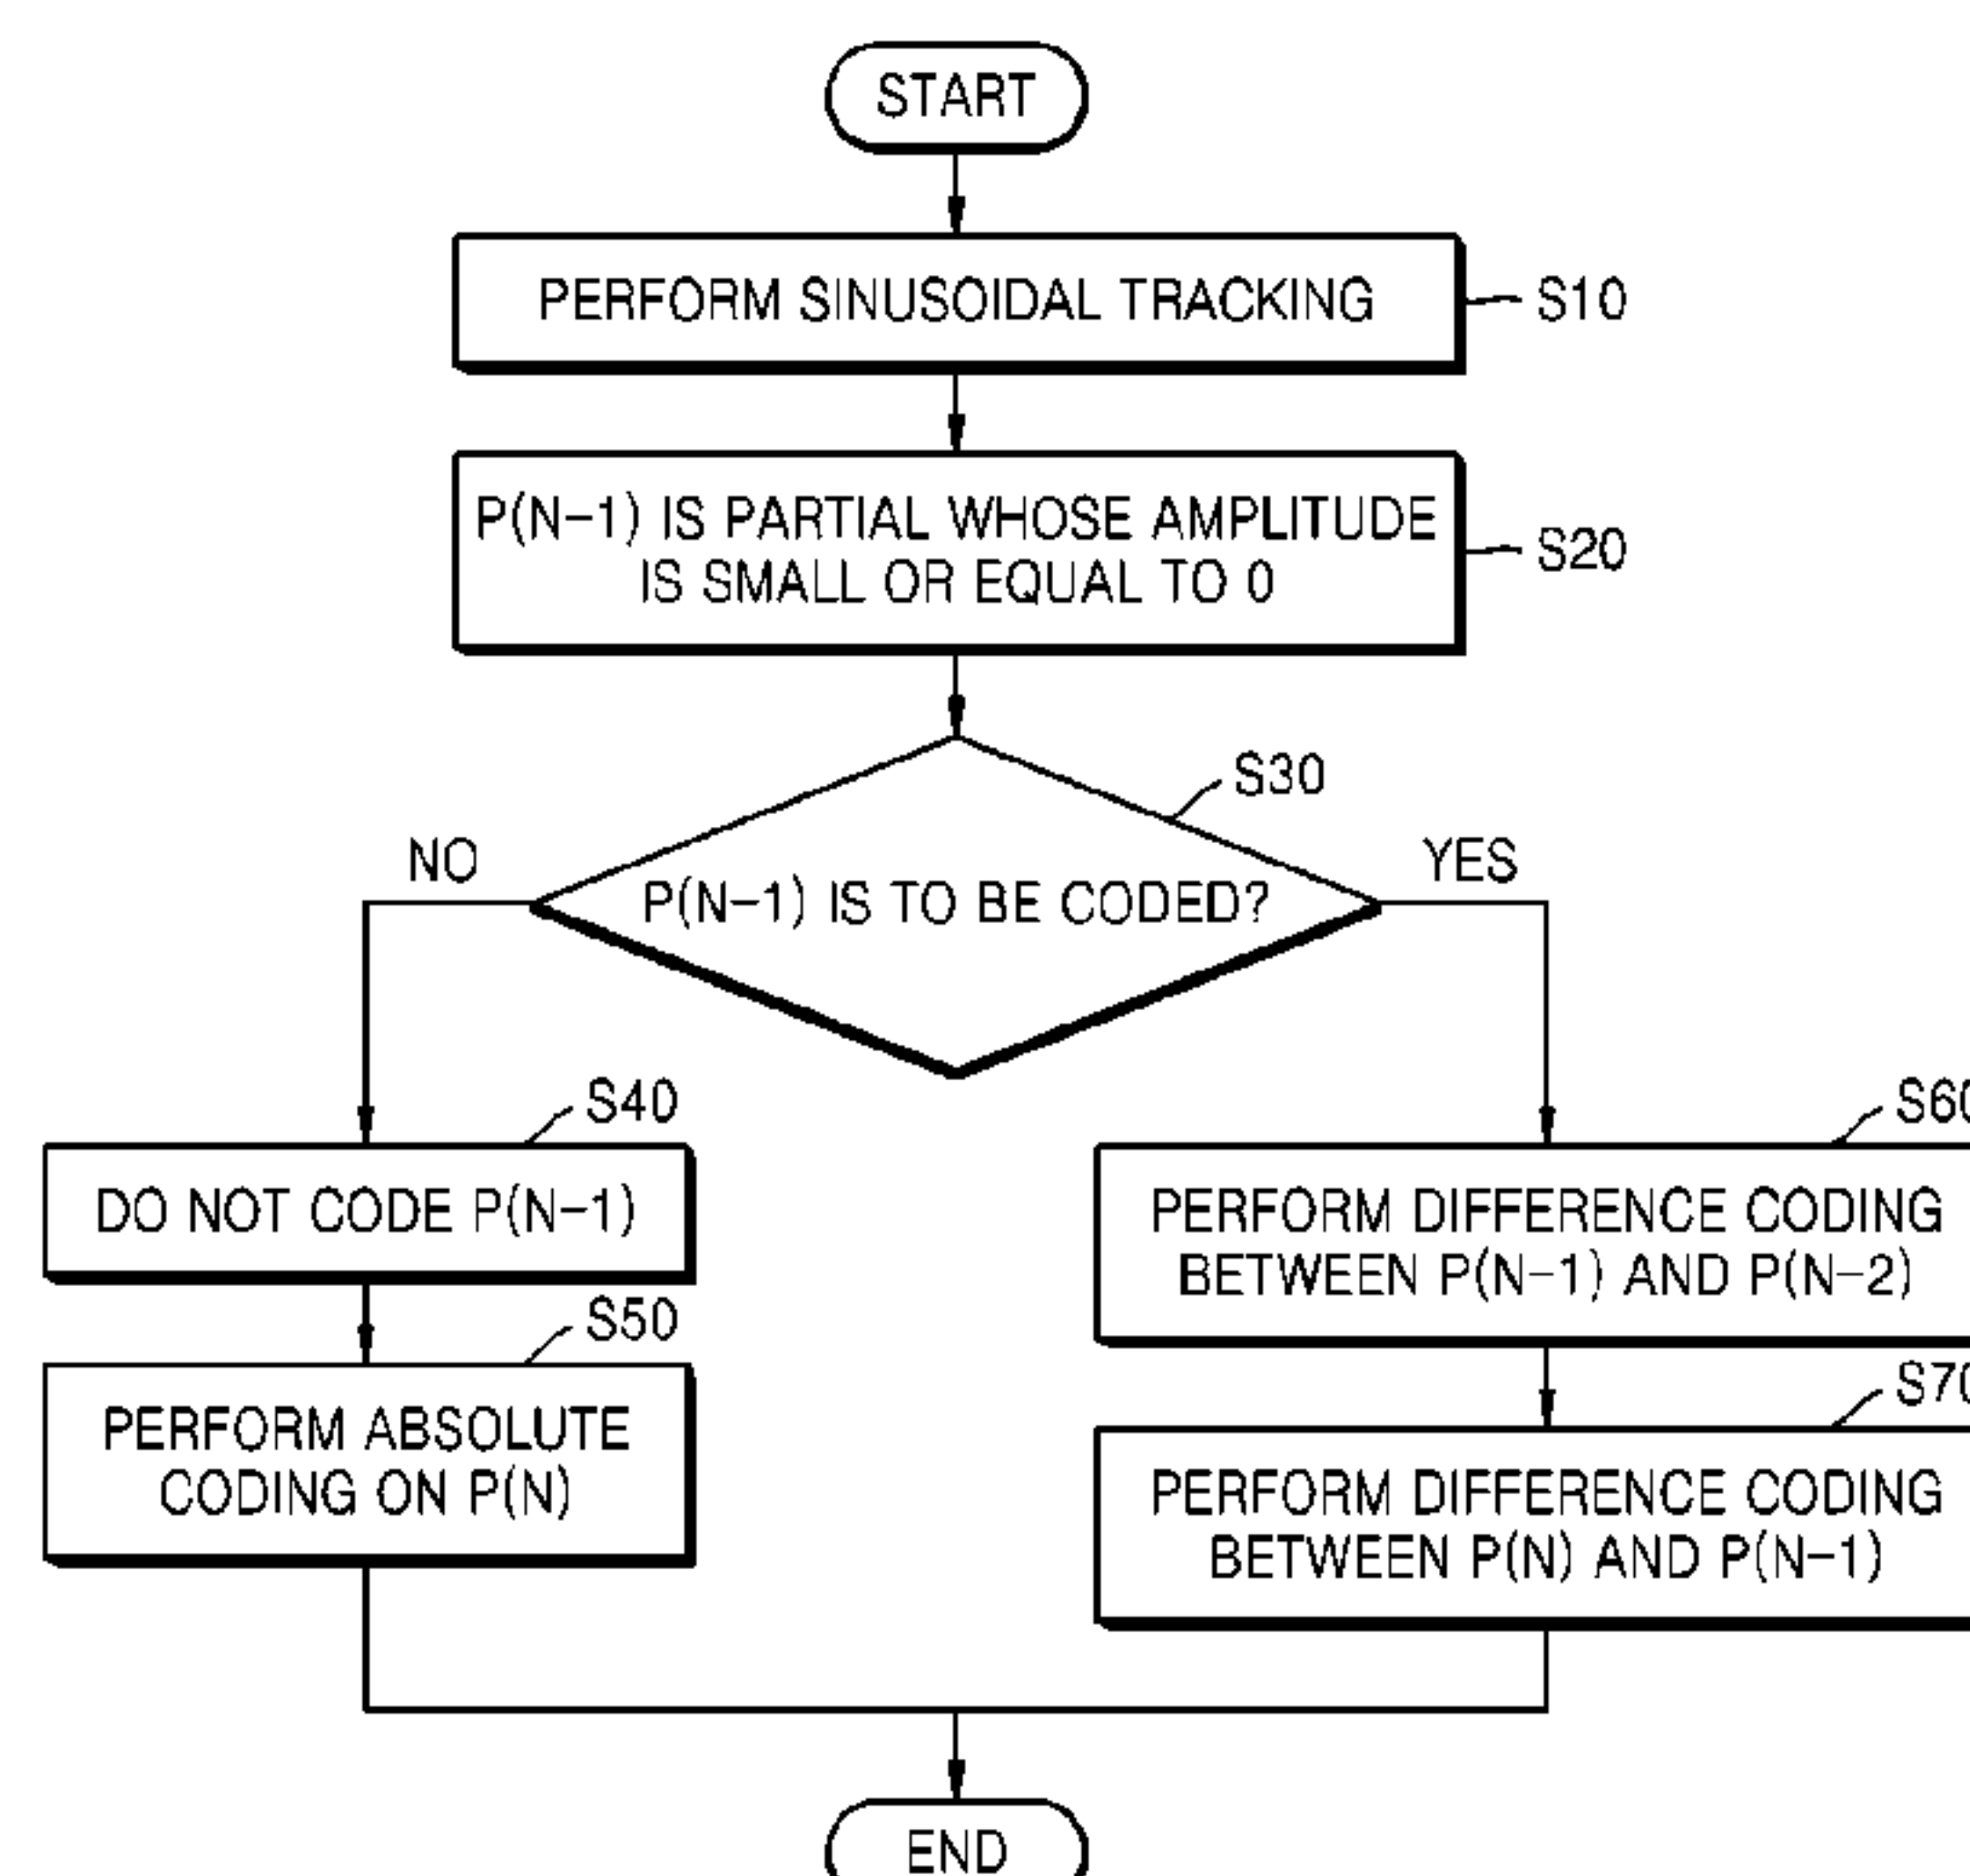 START
PERFORM SINUSOIDAL TRACKING
S10
P(N-1) IS PARTIAL WHOSE AMPLITUDE
IS SMALL OR EQUAL TO 0
S20
S30
NO
P(N-1) IS TO BE CODED?
YES
S40
DO NOT CODE P(N-1)
S50
PERFORM ABSOLUTE
CODING ON P(N)
S60
PERFORM DIFFERENCE CODING
BETWEEN P(N-1) AND P(N-2)
S70
PERFORM DIFFERENCE CODING
BETWEEN P(N) AND P(N-1)
END